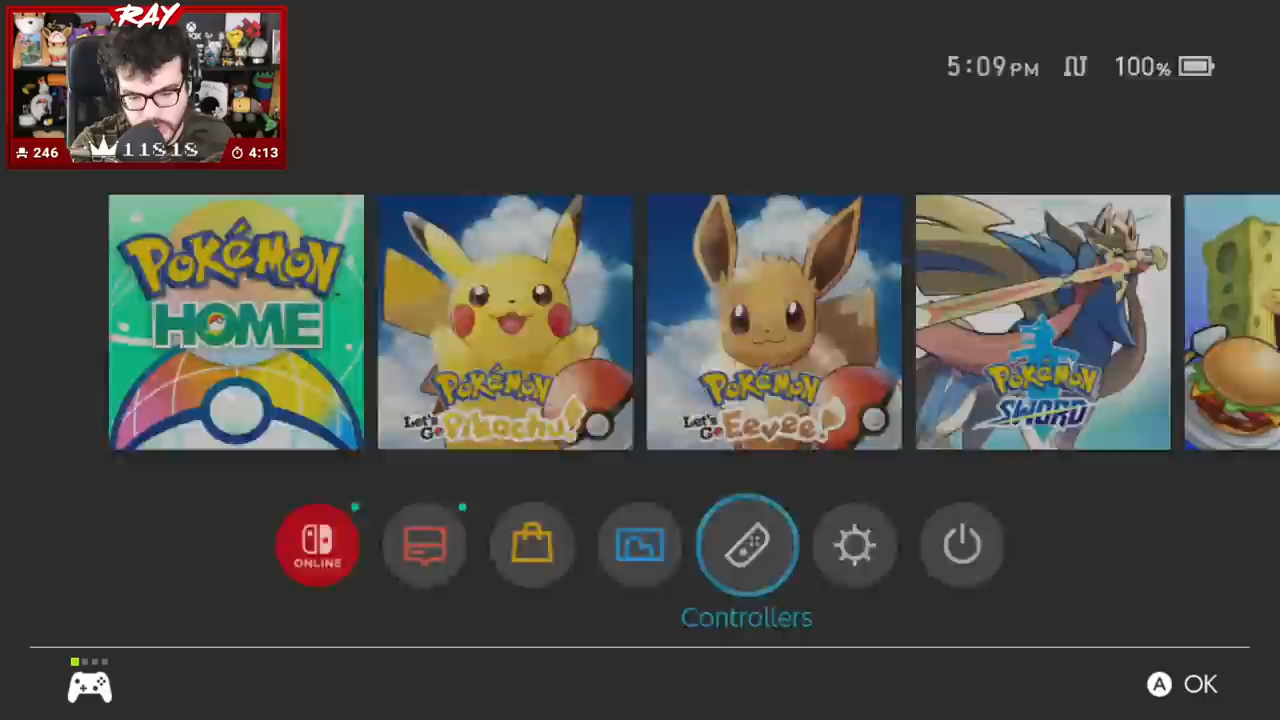 RAY
246
11818
4:13
5:09PM
100%
POKéMON
HOME
POKéMON
Let's Go Pikachu!
POKéMON
Let's Go Eevee!
POKéMON
SWORD
ONLINE
Controllers
A OK